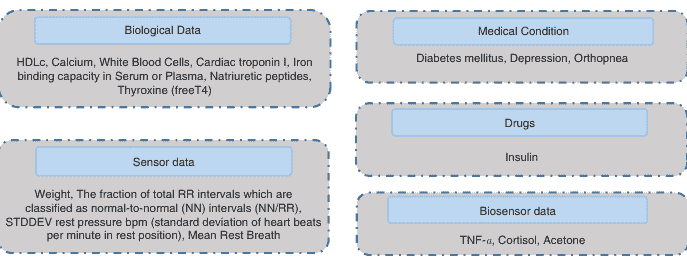 Biological Data
HDLc, Calcium, White Blood Cells, Cardiac troponin I, Iron
binding capacity in Serum or Plasma, Natriuretic peptides,
Thyroxine (freeT4)
Sensor data
Weight, The fraction of total RR intervals which are
classified as normal-to-normal (NN) intervals (NN/RR),
STDDEV rest pressure bpm (standard deviation of heart beats
per minute in rest position), Mean Rest Breath
Medical Condition
Diabetes mellitus, Depression, Orthopnea
Drugs
Insulin
Biosensor data
TNF-α, Cortisol, Acetone